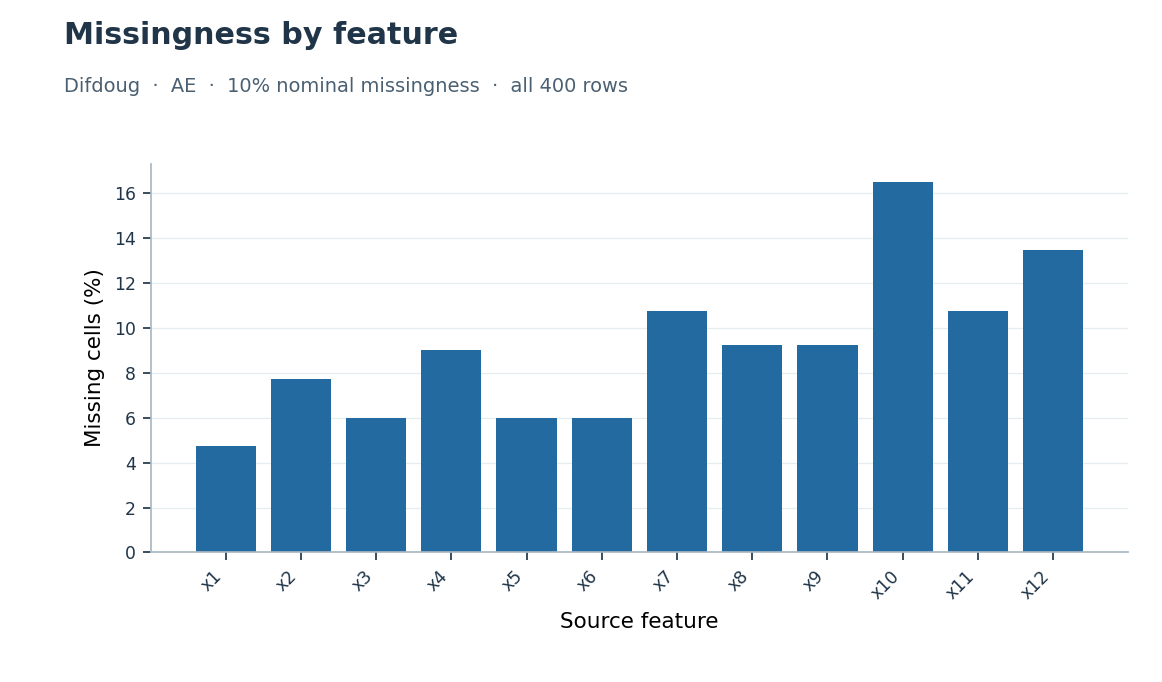 Missingness by feature
Difdoug · AE · 10% nominal missingness · all 400 rows
Missing cells (%)
16
14
12
10
8
6
4
2
0
x1 x2 x3 x4 x5 x6 x7 x8 x9 x10 x11 x12
Source feature